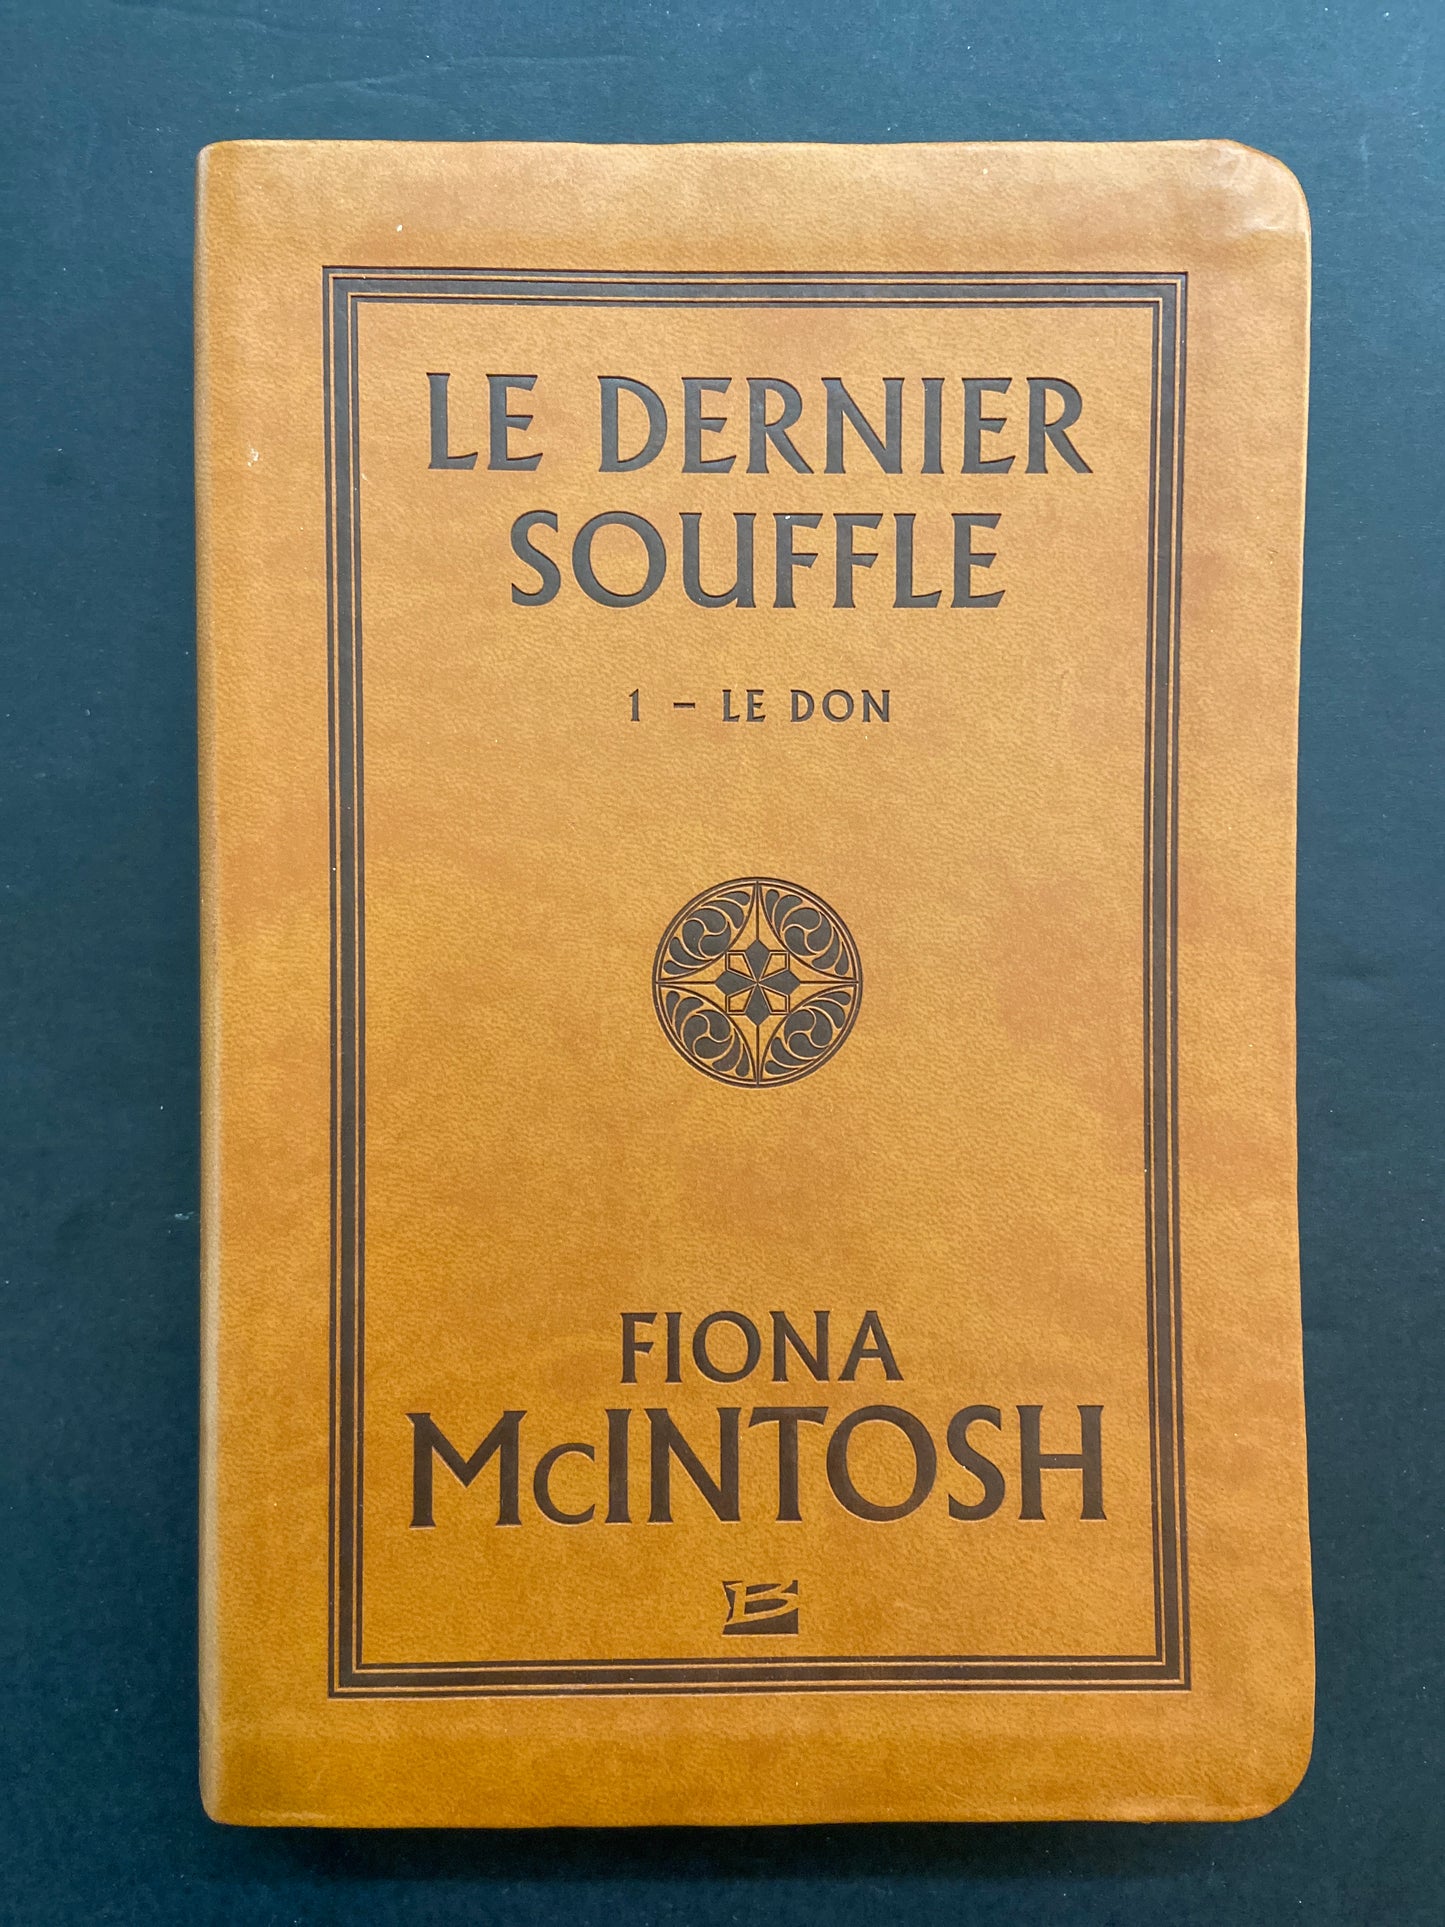 LE DERNIER
SOUFFLE
1 – LE DON
FIONA
McINTOSH
B